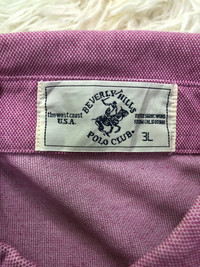 BEVERLY HILLS
the west coast
U.S.A.
POLO CLUB
3L